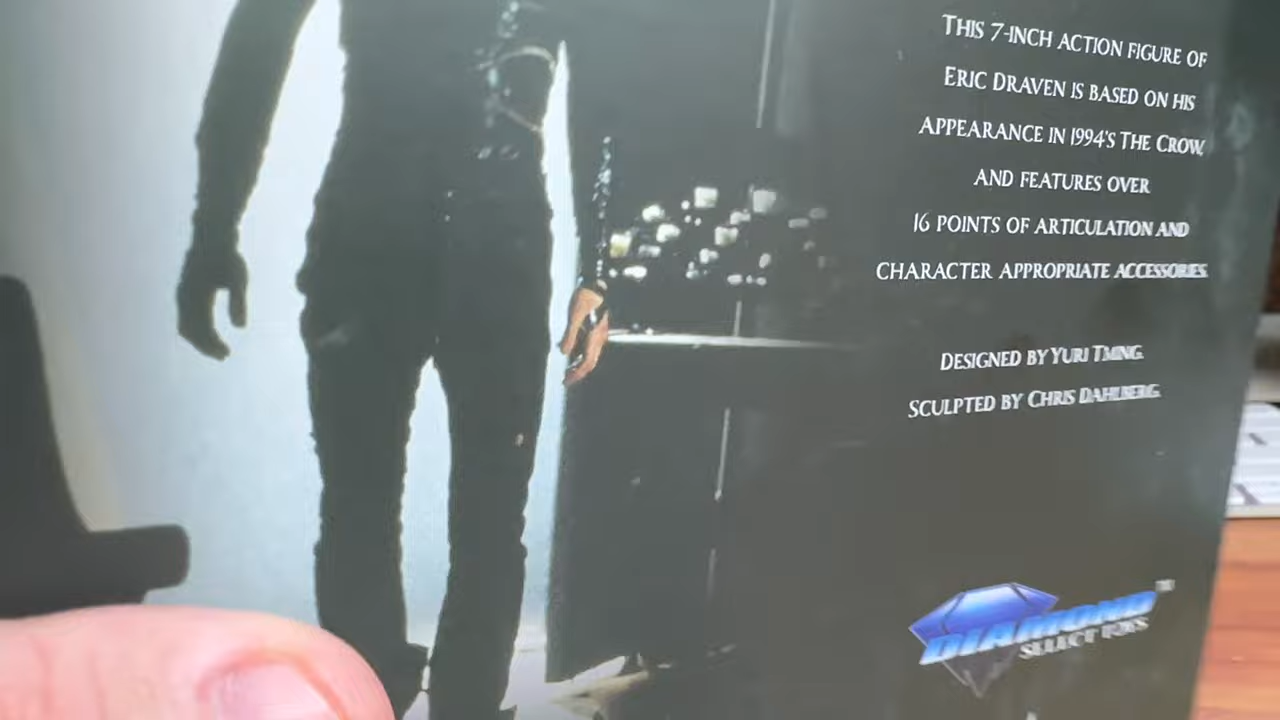 THIS 7-INCH ACTION FIGURE OF
ERIC DRAVEN IS BASED ON HIS
APPEARANCE IN 1994'S THE CROW,
AND FEATURES OVER
16 POINTS OF ARTICULATION AND
CHARACTER APPROPRIATE ACCESSORIES.
DESIGNED BY YURI TMING.
SCULPTED BY CHRIS DAHLBERG.
DIAMOND
SELECT TOYS